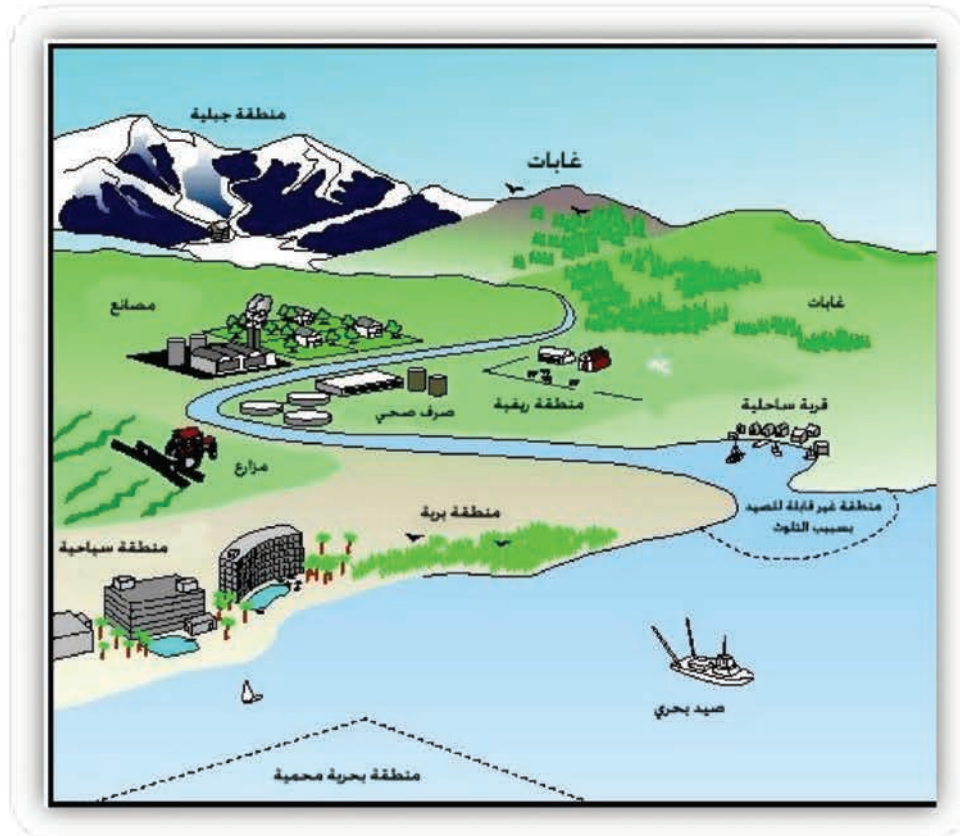 منطقة جبلية
غابات
غابات
مصانع
منطقة ريفية
صرف صحي
قرية ساحلية
مزارع
منطقة غير قابلة للصيد
بسبب التلوث
منطقة برية
منطقة سياحية
صيد بحري
منطقة بحرية محمية